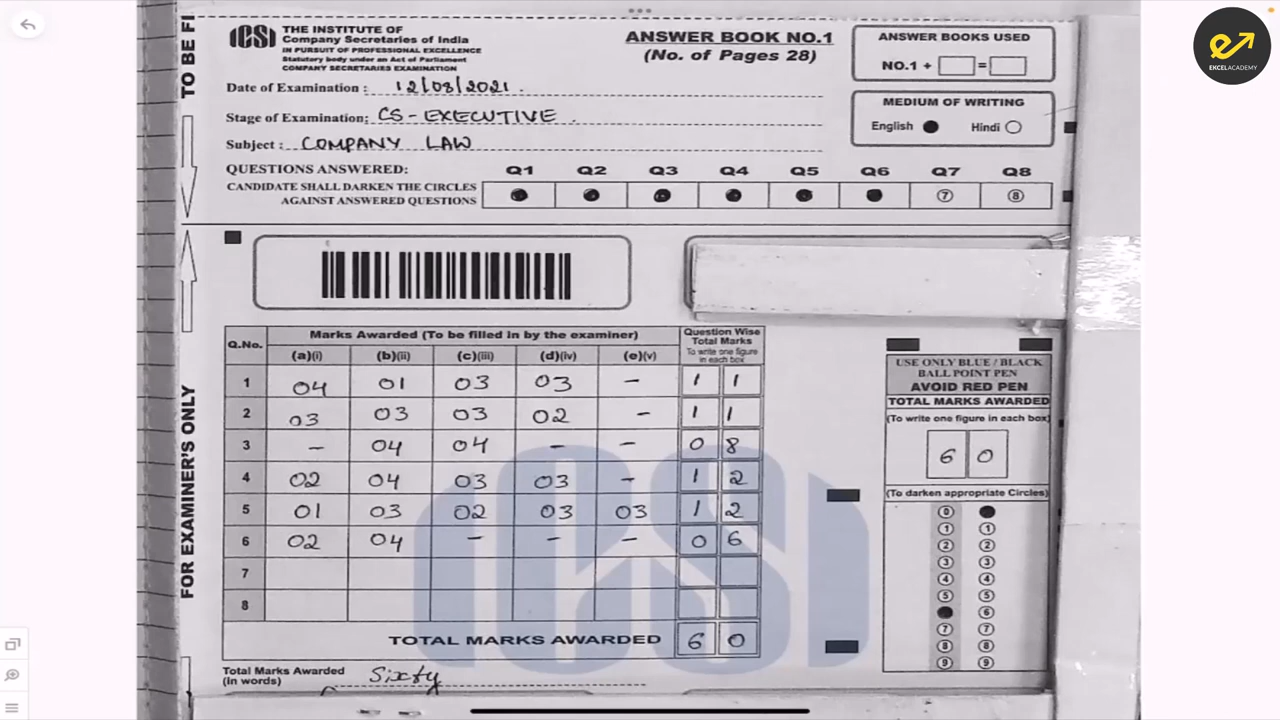 TO BE FI
ICSI
THE INSTITUTE OF
Company Secretaries of India
IN PURSUIT OF PROFESSIONAL EXCELLENCE
Statutory body under an Act of Parliament
COMPANY SECRETARIES EXAMINATION
ANSWER BOOK NO.1
(No. of Pages 28)
ANSWER BOOKS USED
NO.1 + =
MEDIUM OF WRITING
English Hindi
Date of Examination : 12/08/2021.
Stage of Examination: CS-EXECUTIVE.
Subject : COMPANY LAW
QUESTIONS ANSWERED: Q1 Q2 Q3 Q4 Q5 Q6 Q7 Q8
CANDIDATE SHALL DARKEN THE CIRCLES
AGAINST ANSWERED QUESTIONS 7 8
e
EXCELACADEMY
FOR EXAMINER'S ONLY
Q.No. Marks Awarded (To be filled in by the examiner) Question Wise
Total Marks
To write one figure
in each box
(a)(i) (b)(ii) (c)(iii) (d)(iv) (e)(v)
1 04 01 03 03 - 1 1
2 03 03 03 02 - 1 1
3 - 04 04 - - 0 8
4 02 04 03 03 - 1 2
5 01 03 02 03 03 1 2
6 02 04 - - - 0 6
7
8
TOTAL MARKS AWARDED 6 0
Total Marks Awarded
(in words) Sixty
ICSI
USE ONLY BLUE / BLACK
BALL POINT PEN
AVOID RED PEN
TOTAL MARKS AWARDED
(To write one figure in each box)
6 0
(To darken appropriate Circles)
0
1 1
2 2
3 3
4 4
5 5
6
7 7
8 8
9 9